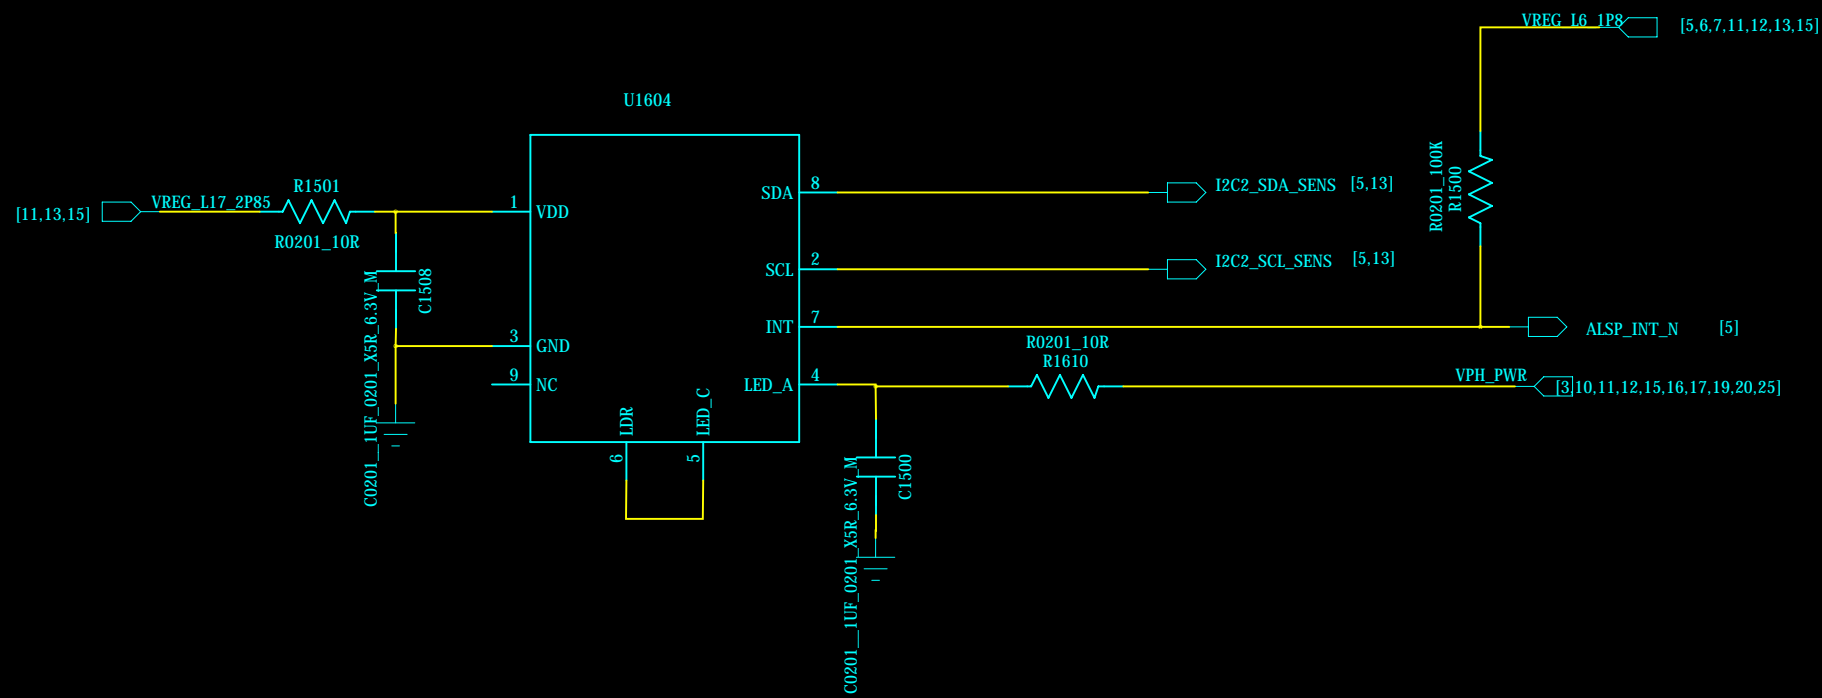 VREG_L6_1P8
[5,6,7,11,12,13,15]
U1604
R0201_100K
R1500
R1501
[11,13,15]
VREG_L17_2P85
R0201_10R
1
VDD
SDA
8
I2C2_SDA_SENS
[5,13]
SCL
2
I2C2_SCL_SENS
[5,13]
C0201__1UF_0201_X5R_6.3V_M
C1508
INT
7
ALSP_INT_N
[5]
3
GND
R0201_10R
R1610
9
NC
LED_A
4
VPH_PWR
[3,10,11,12,15,16,17,19,20,25]
LDR
LED_C
6
5
C0201__1UF_0201_X5R_6.3V_M
C1500